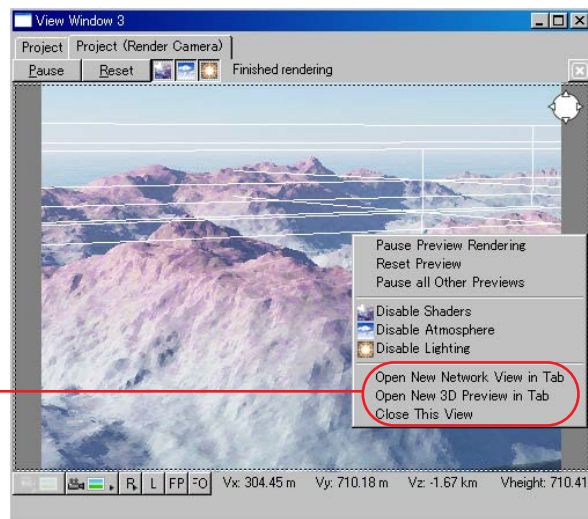 View Window 3
Project Project (Render Camera)
Pause Reset Finished rendering
Pause Preview Rendering
Reset Preview
Pause all Other Previews
Disable Shaders
Disable Atmosphere
Disable Lighting
Open New Network View in Tab
Open New 3D Preview in Tab
Close This View
R L FP FO Vx: 304.45 m Vy: 710.18 m Vz: -1.67 km Vheight: 710.41